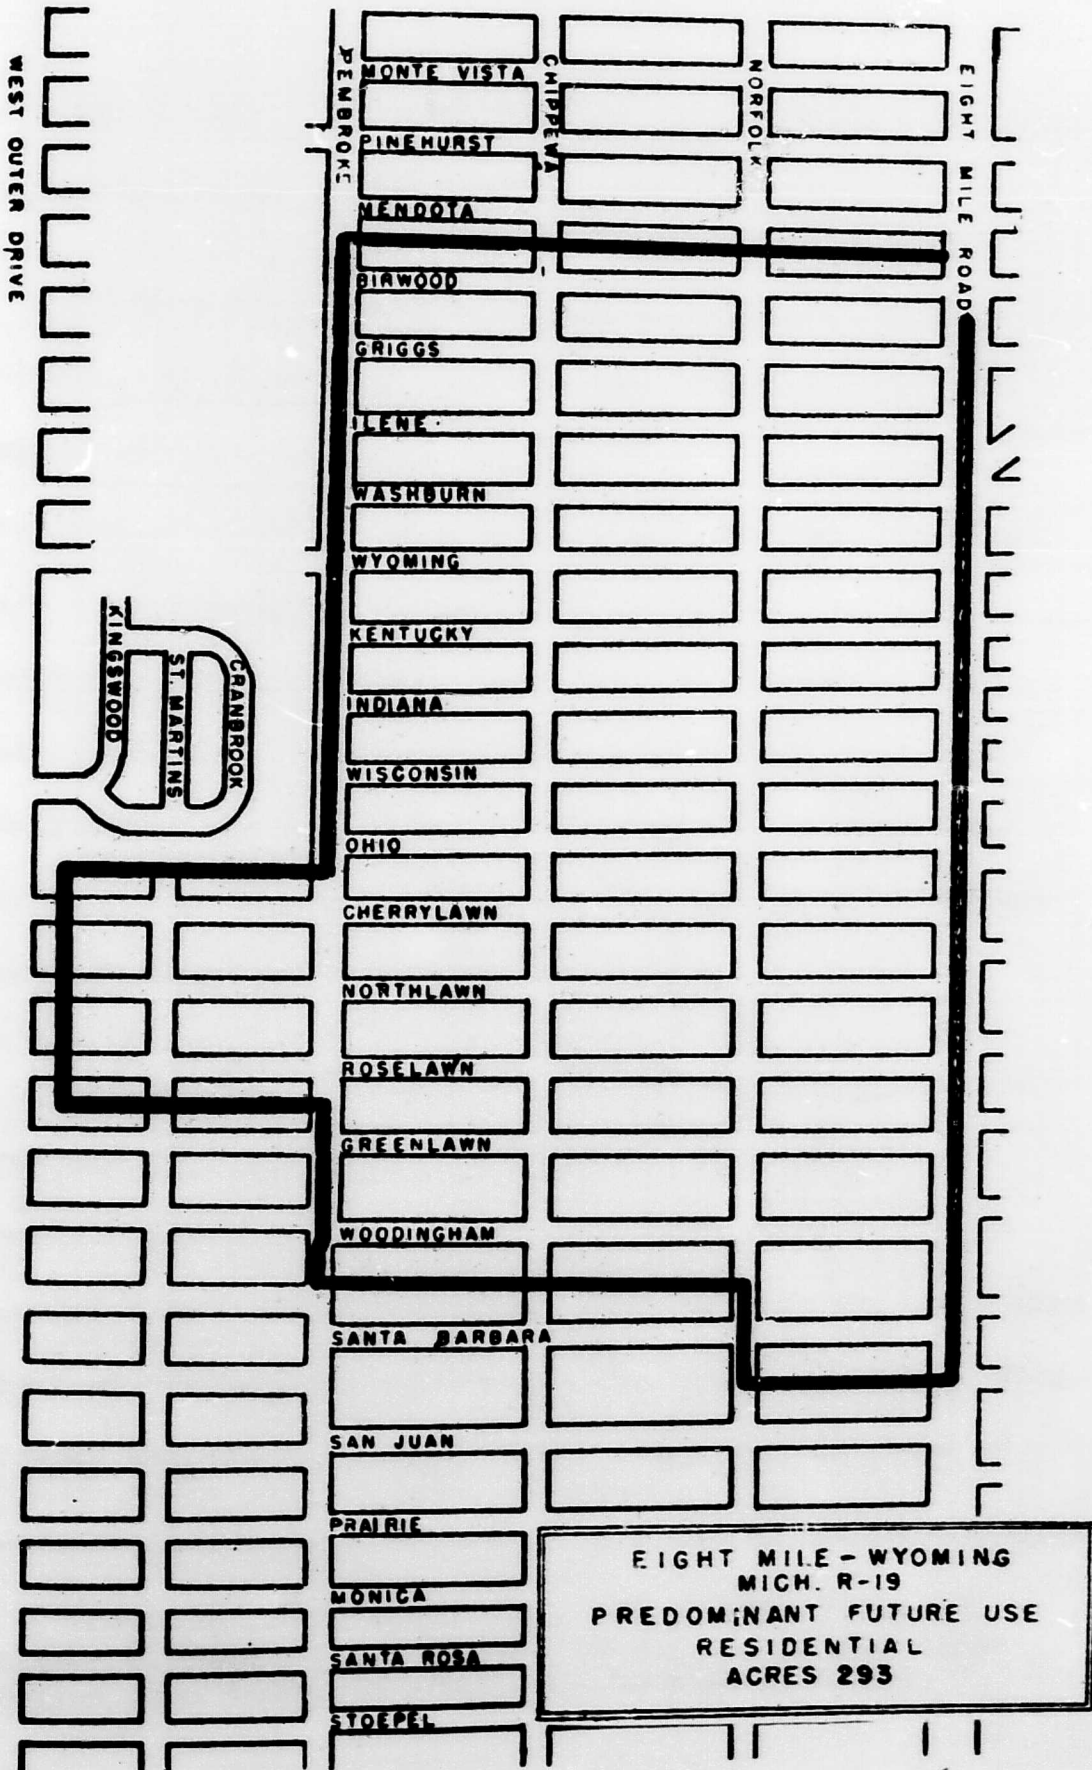 WEST OUTER DRIVE
PENBROKE
MONTE VISTA
CHIPPEWA
NORFOLK
EIGHT MILE ROAD
PINEHURST
MENDOTA
BIRWOOD
GRIGGS
ILENE
WASHBURN
WYOMING
KENTUCKY
KINGSWOOD
ST. MARTINS
CRANBROOK
INDIANA
WISCONSIN
OHIO
CHERRYLAWN
NORTHLAWN
ROSELAWN
GREENLAWN
WOODINGHAM
SANTA BARBARA
SAN JUAN
PRAIRIE
MONICA
SANTA ROSA
STOEPEL
EIGHT MILE - WYOMING
MICH. R-19
PREDOMINANT FUTURE USE
RESIDENTIAL
ACRES 293